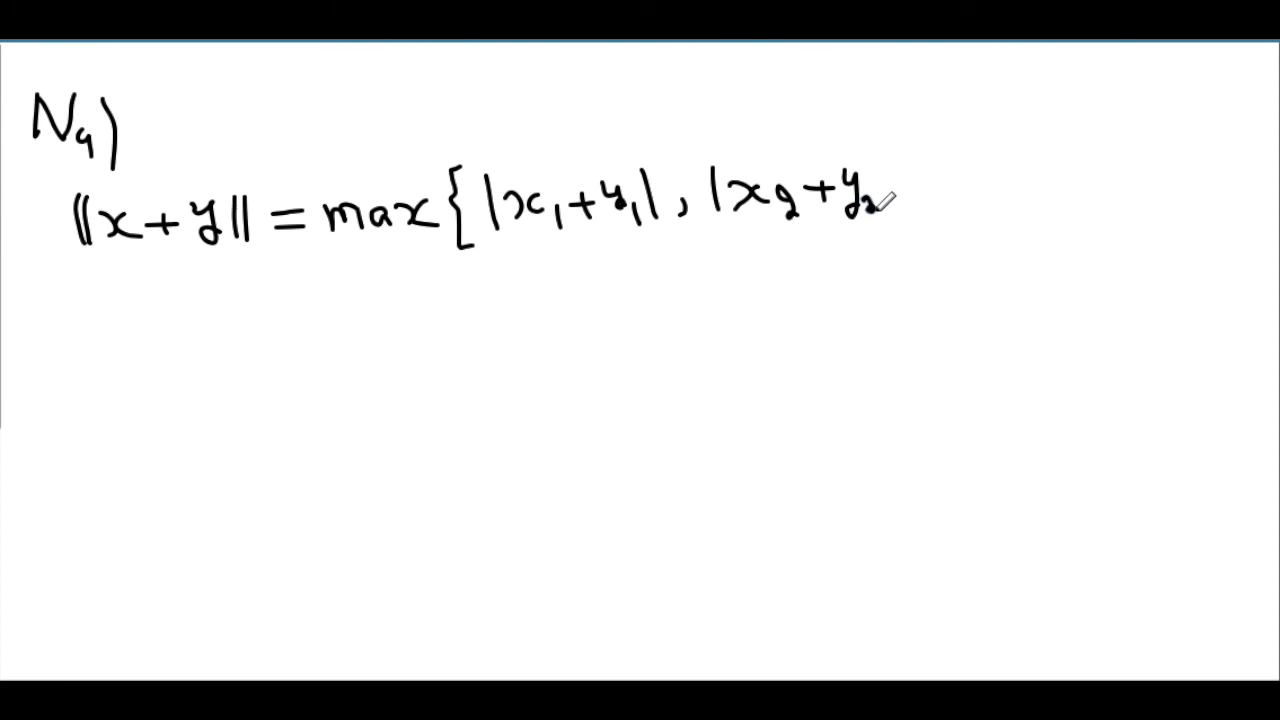 N₄)
‖x + y‖ = max{|x₁ + y₁|, |x₂ + y₂